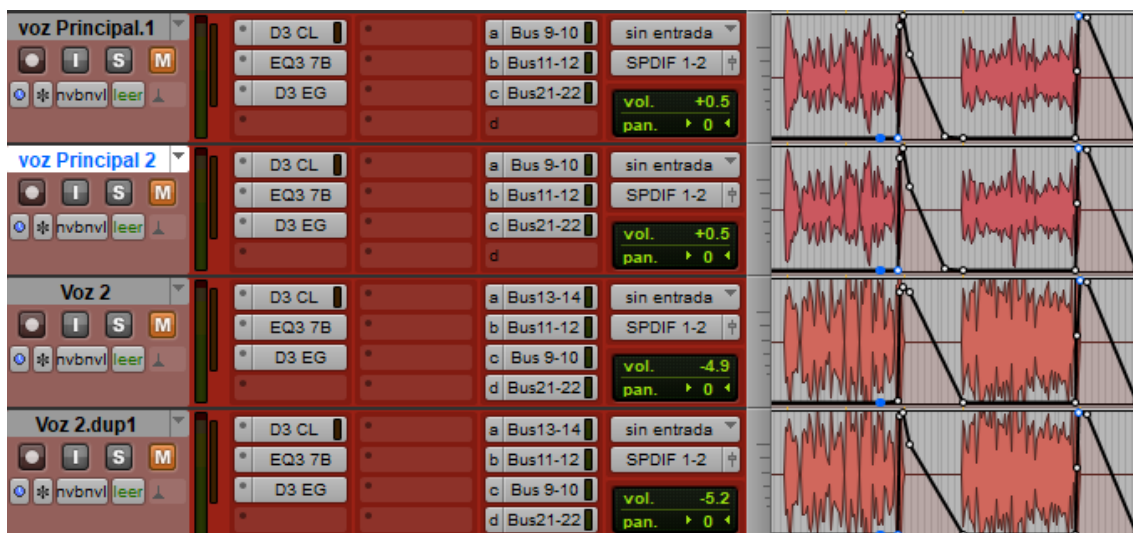 voz Principal.1
I S M
nvbnvl leer
D3 CL
EQ3 7B
D3 EG
a Bus 9-10
b Bus11-12
c Bus21-22
d
sin entrada
SPDIF 1-2
vol. +0.5
pan. 0
voz Principal 2
I S M
nvbnvl leer
D3 CL
EQ3 7B
D3 EG
a Bus 9-10
b Bus11-12
c Bus21-22
d
sin entrada
SPDIF 1-2
vol. +0.5
pan. 0
Voz 2
I S M
nvbnvl leer
D3 CL
EQ3 7B
D3 EG
a Bus13-14
b Bus11-12
c Bus 9-10
d Bus21-22
sin entrada
SPDIF 1-2
vol. -4.9
pan. 0
Voz 2.dup1
I S M
nvbnvl leer
D3 CL
EQ3 7B
D3 EG
a Bus13-14
b Bus11-12
c Bus 9-10
d Bus21-22
sin entrada
SPDIF 1-2
vol. -5.2
pan. 0